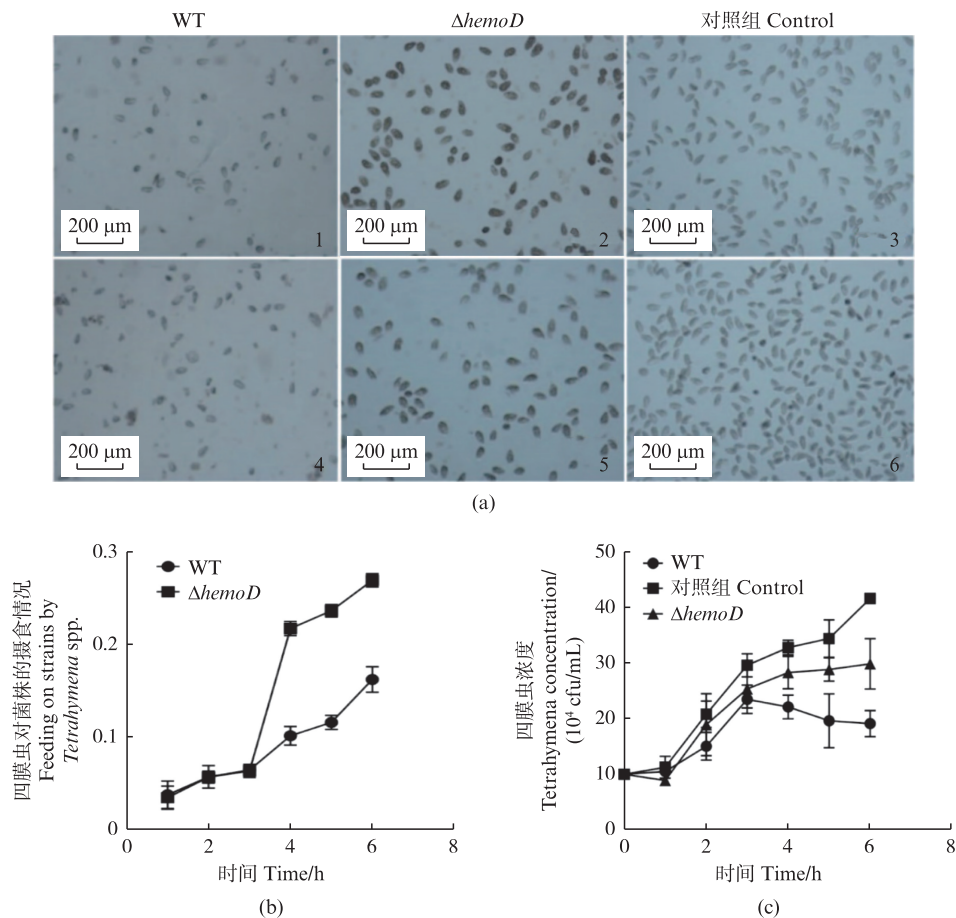 WT
ΔhemoD
对照组 Control
200 μm
1
200 μm
2
200 μm
3
200 μm
4
200 μm
5
200 μm
6
(a)
四膜虫对菌株的摄食情况
Feeding on strains by
Tetrahymena spp.
0.3
0.2
0.1
0
WT
ΔhemoD
0
2
4
6
8
时间 Time/h
(b)
四膜虫浓度
Tetrahymena concentration/
(10⁴ cfu/mL)
50
40
30
20
10
0
WT
对照组 Control
ΔhemoD
0
2
4
6
8
时间 Time/h
(c)